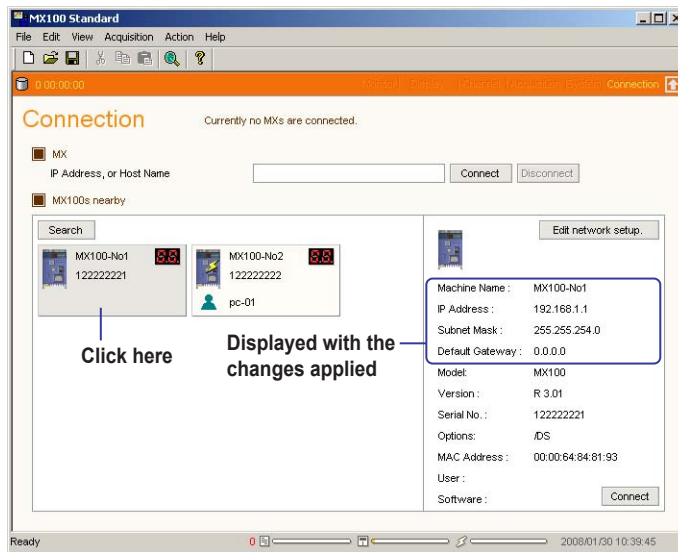 MX100 Standard
File Edit View Acquisition Action Help
0 00:00:00
Monitor Display Channel Acquisition System Connection
Connection
Currently no MXs are connected.
MX
IP Address, or Host Name
Connect
Disconnect
MX100s nearby
Search
MX100-No1
122222221
MX100-No2
122222222
pc-01
Click here
Displayed with the
changes applied
Edit network setup.
Machine Name : MX100-No1
IP Address : 192.168.1.1
Subnet Mask : 255.255.254.0
Default Gateway : 0.0.0.0
Model: MX100
Version : R 3.01
Serial No. : 122222221
Options: /DS
MAC Address : 00:00:64:84:81:93
User :
Software :
Connect
Ready
0
2008/01/30 10:39:45